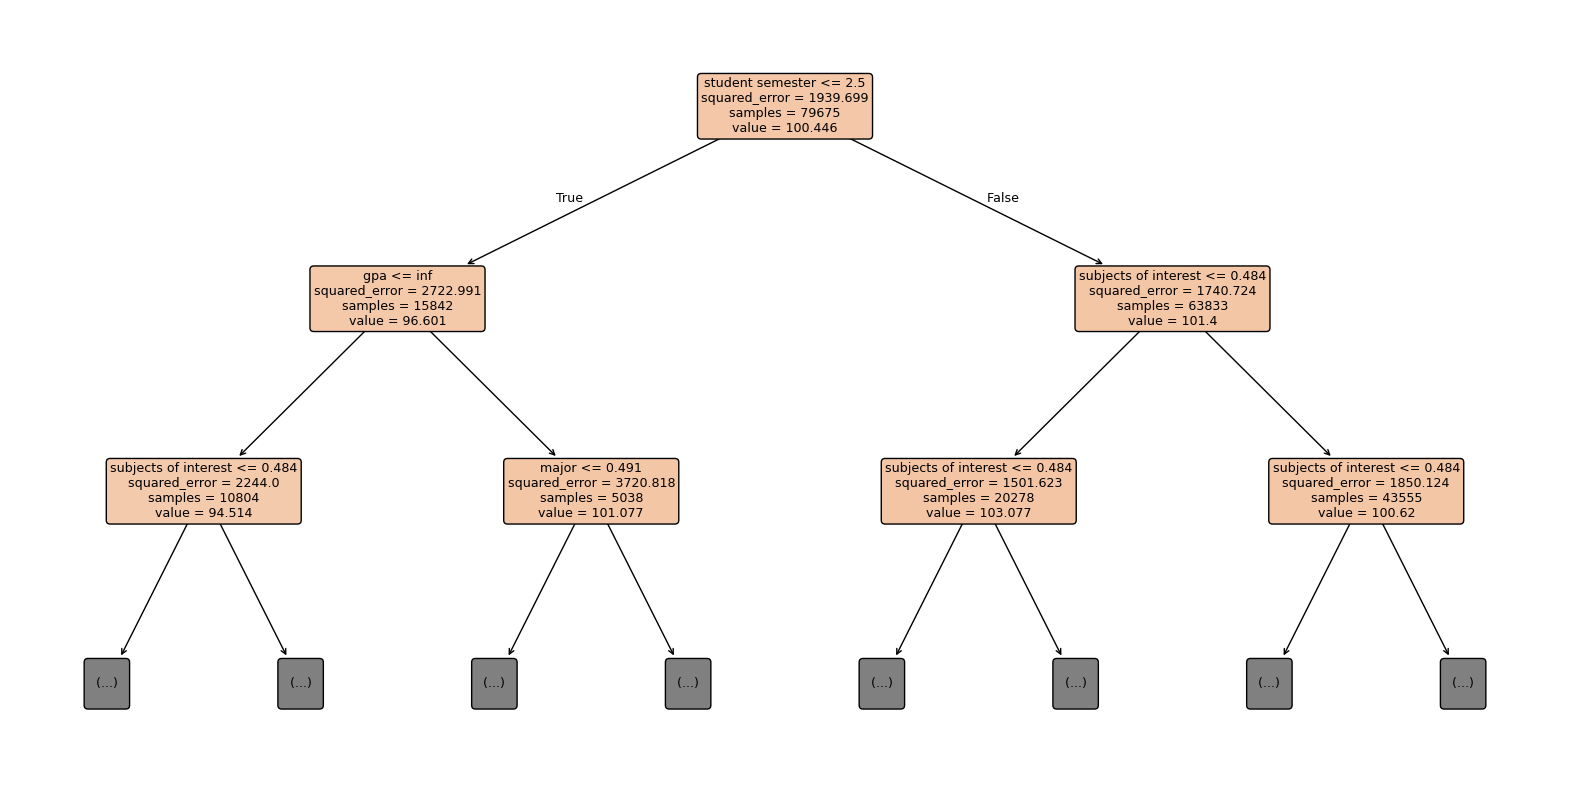 student semester <= 2.5
squared_error = 1939.699
samples = 79675
value = 100.446
True
False
gpa <= inf
squared_error = 2722.991
samples = 15842
value = 96.601
subjects of interest <= 0.484
squared_error = 1740.724
samples = 63833
value = 101.4
subjects of interest <= 0.484
squared_error = 2244.0
samples = 10804
value = 94.514
major <= 0.491
squared_error = 3720.818
samples = 5038
value = 101.077
subjects of interest <= 0.484
squared_error = 1501.623
samples = 20278
value = 103.077
subjects of interest <= 0.484
squared_error = 1850.124
samples = 43555
value = 100.62
(...)
(...)
(...)
(...)
(...)
(...)
(...)
(...)